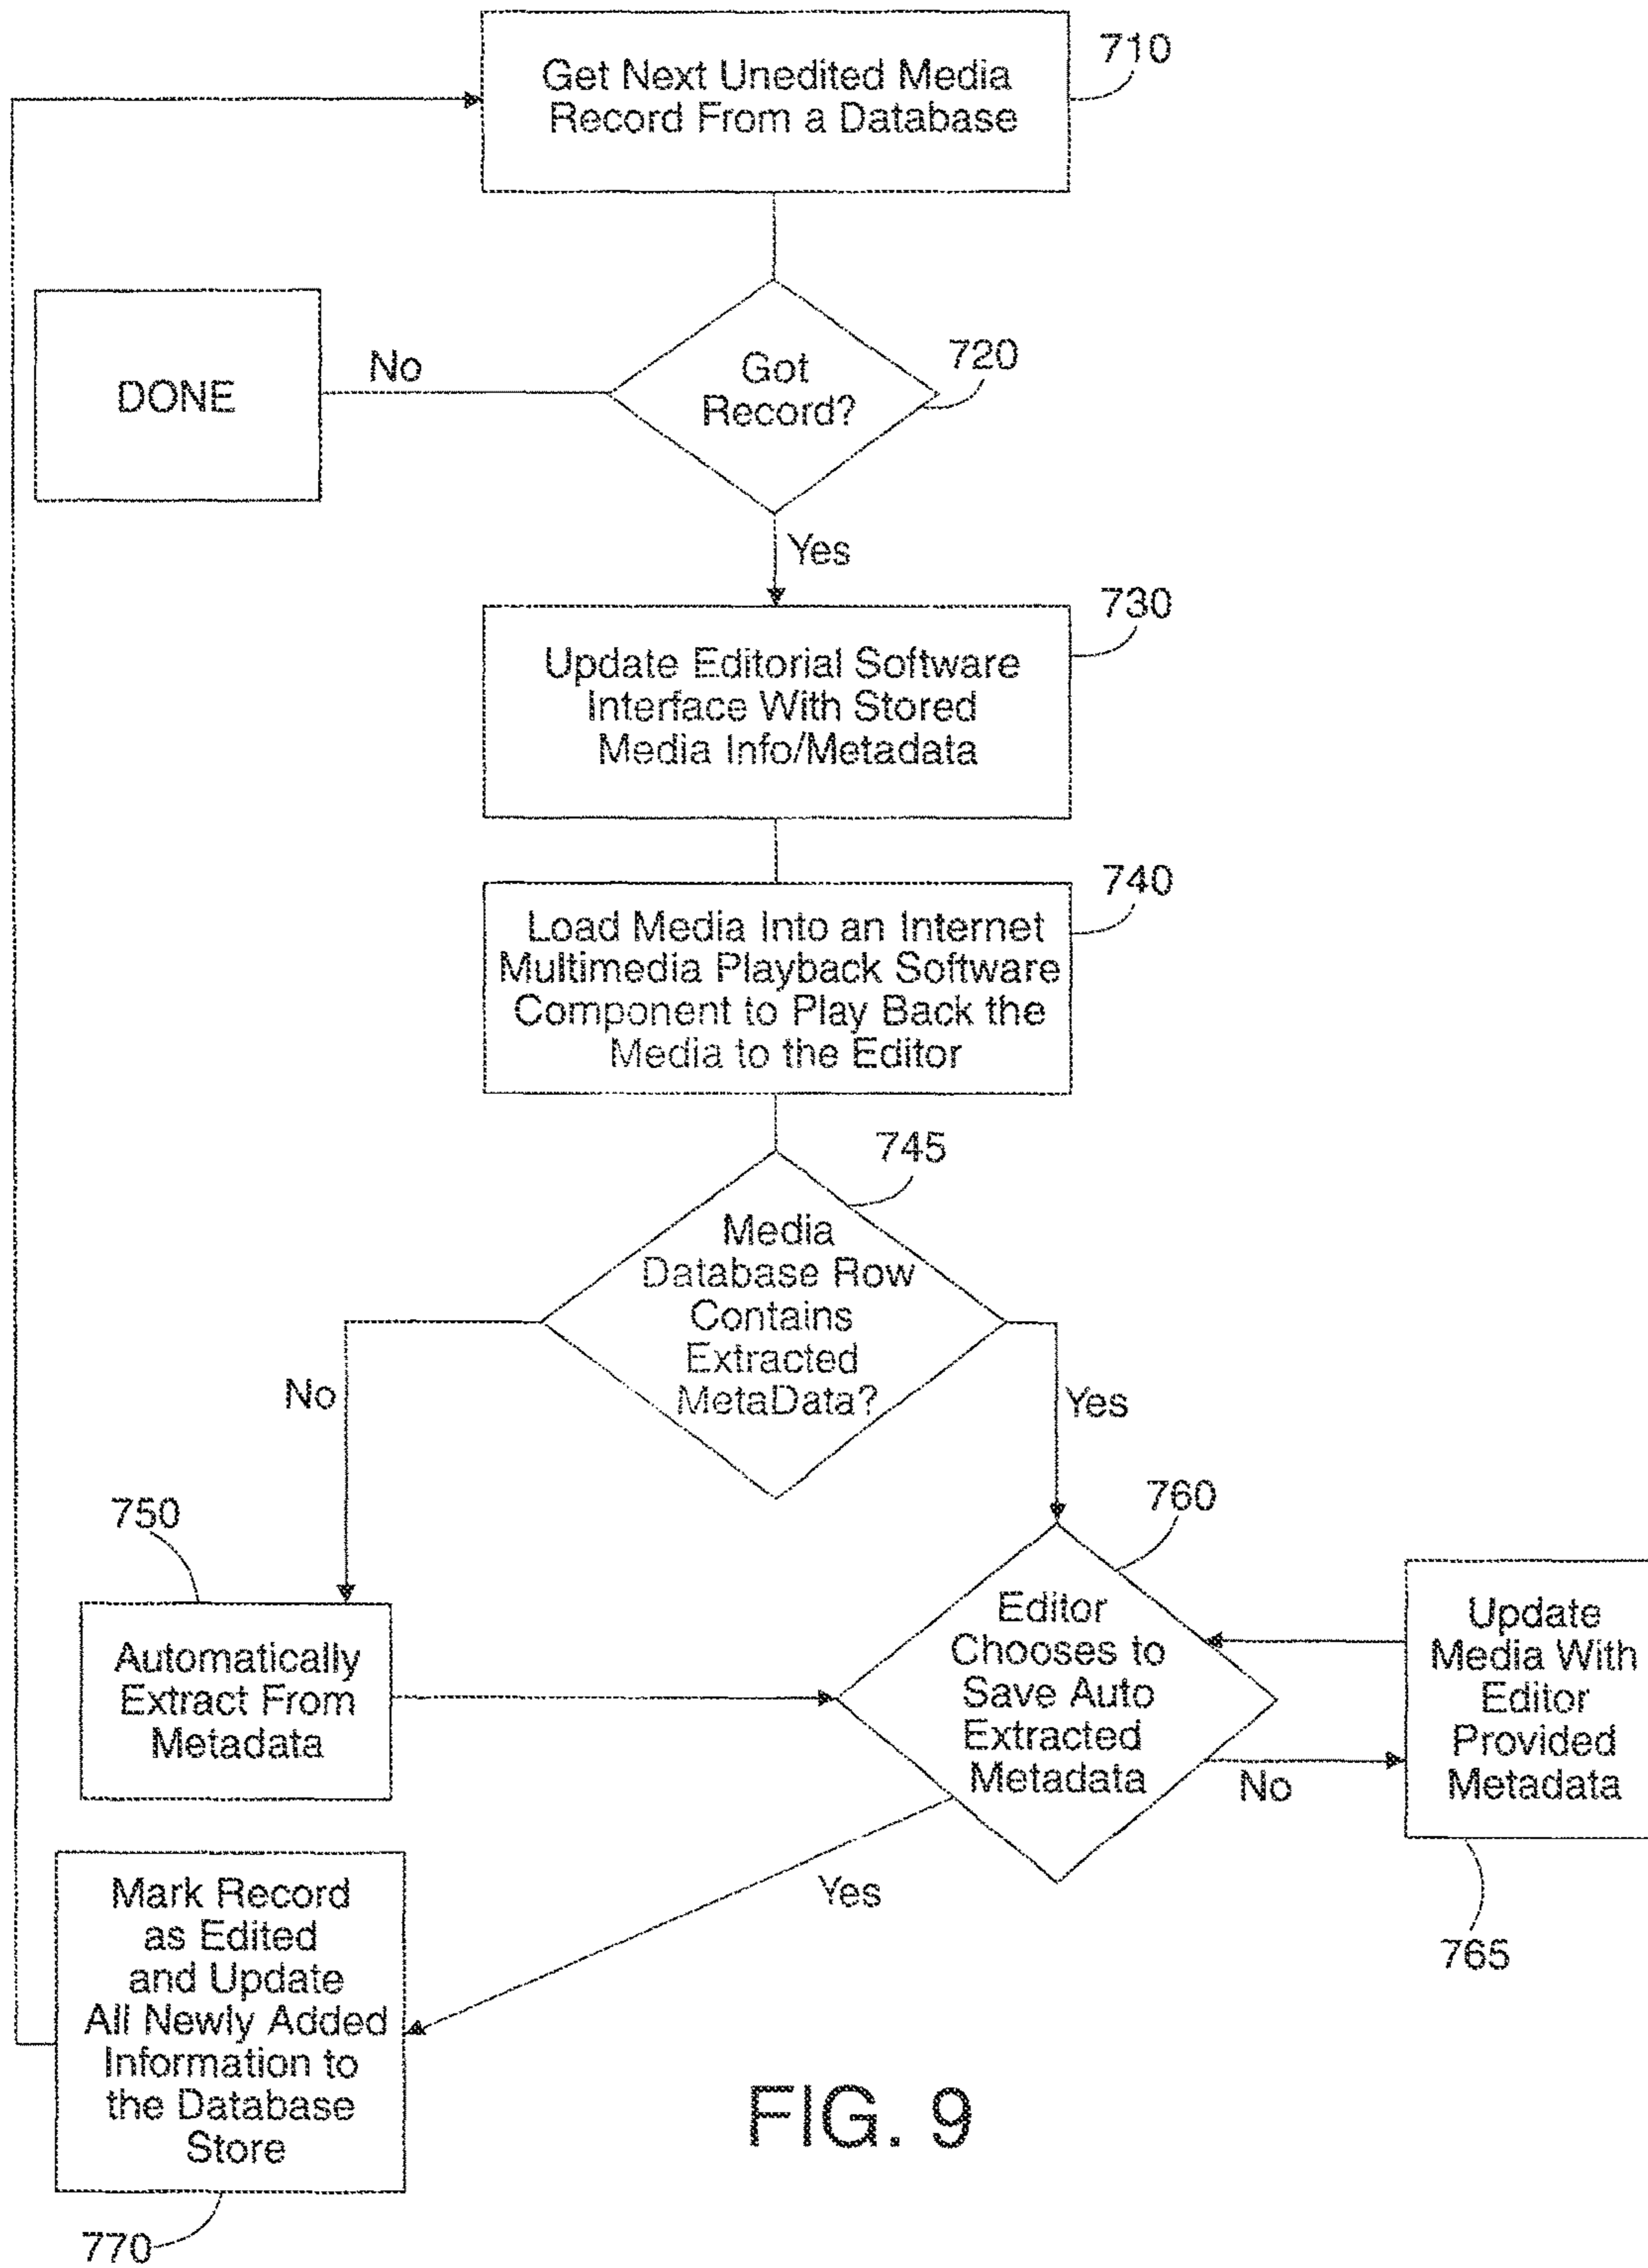 Get Next Unedited Media
Record From a Database
710
Got
Record?
720
No
DONE
Yes
Update Editorial Software
Interface With Stored
Media Info/Metadata
730
Load Media Into an Internet
Multimedia Playback Software
Component to Play Back the
Media to the Editor
740
Media
Database Row
Contains
Extracted
MetaData?
745
No
Yes
750
Automatically
Extract From
Metadata
760
Editor
Chooses to
Save Auto
Extracted
Metadata
No
Update
Media With
Editor
Provided
Metadata
765
Yes
Mark Record
as Edited
and Update
All Newly Added
Information to
the Database
Store
770
FIG. 9